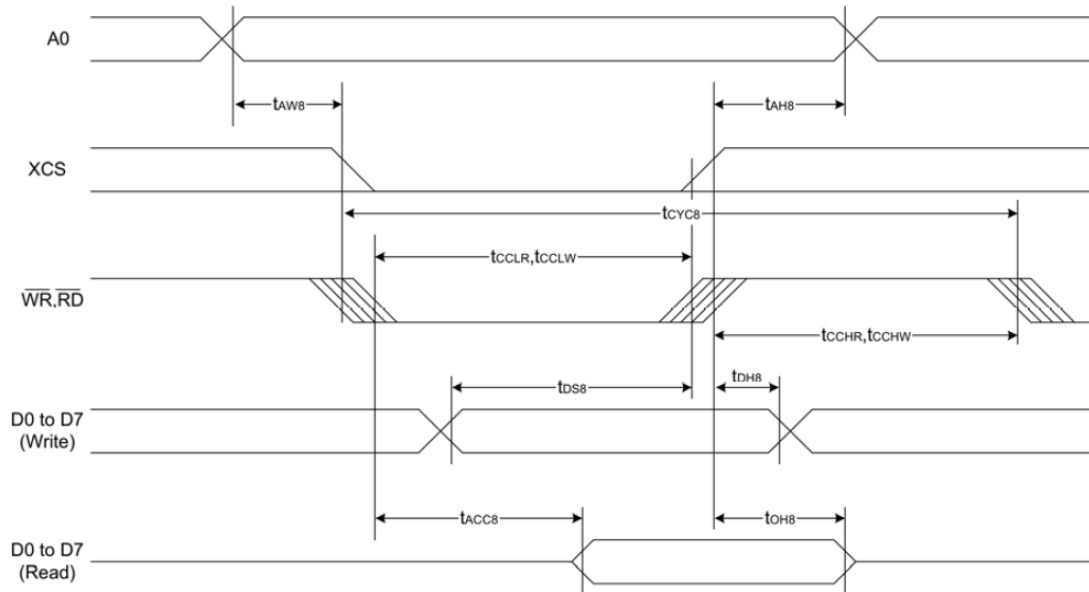 A0
tAW8
tAH8
XCS
tCYC8
tCCLR,tCCLW
WR,RD
tCCHR,tCCHW
tDS8
tDH8
D0 to D7
(Write)
tACC8
tOH8
D0 to D7
(Read)